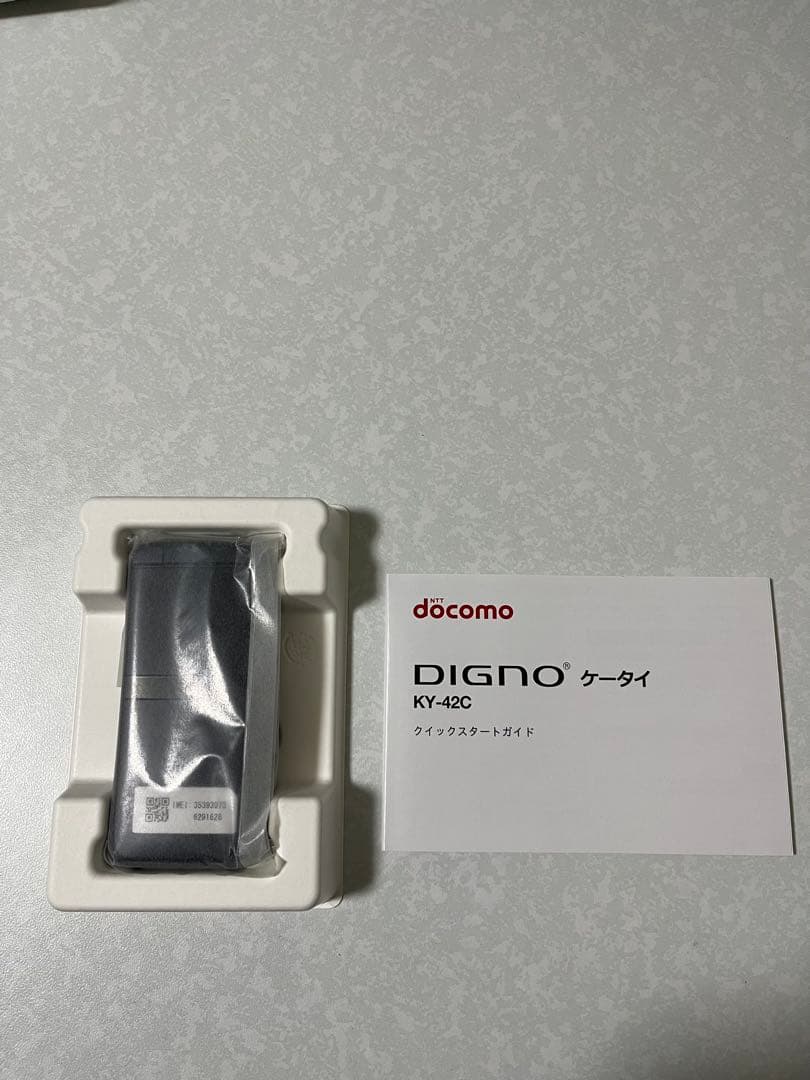 IMEI: 35393970
6291626
NTT
docomo
DIGNO® ケータイ
KY-42C
クイックスタートガイド